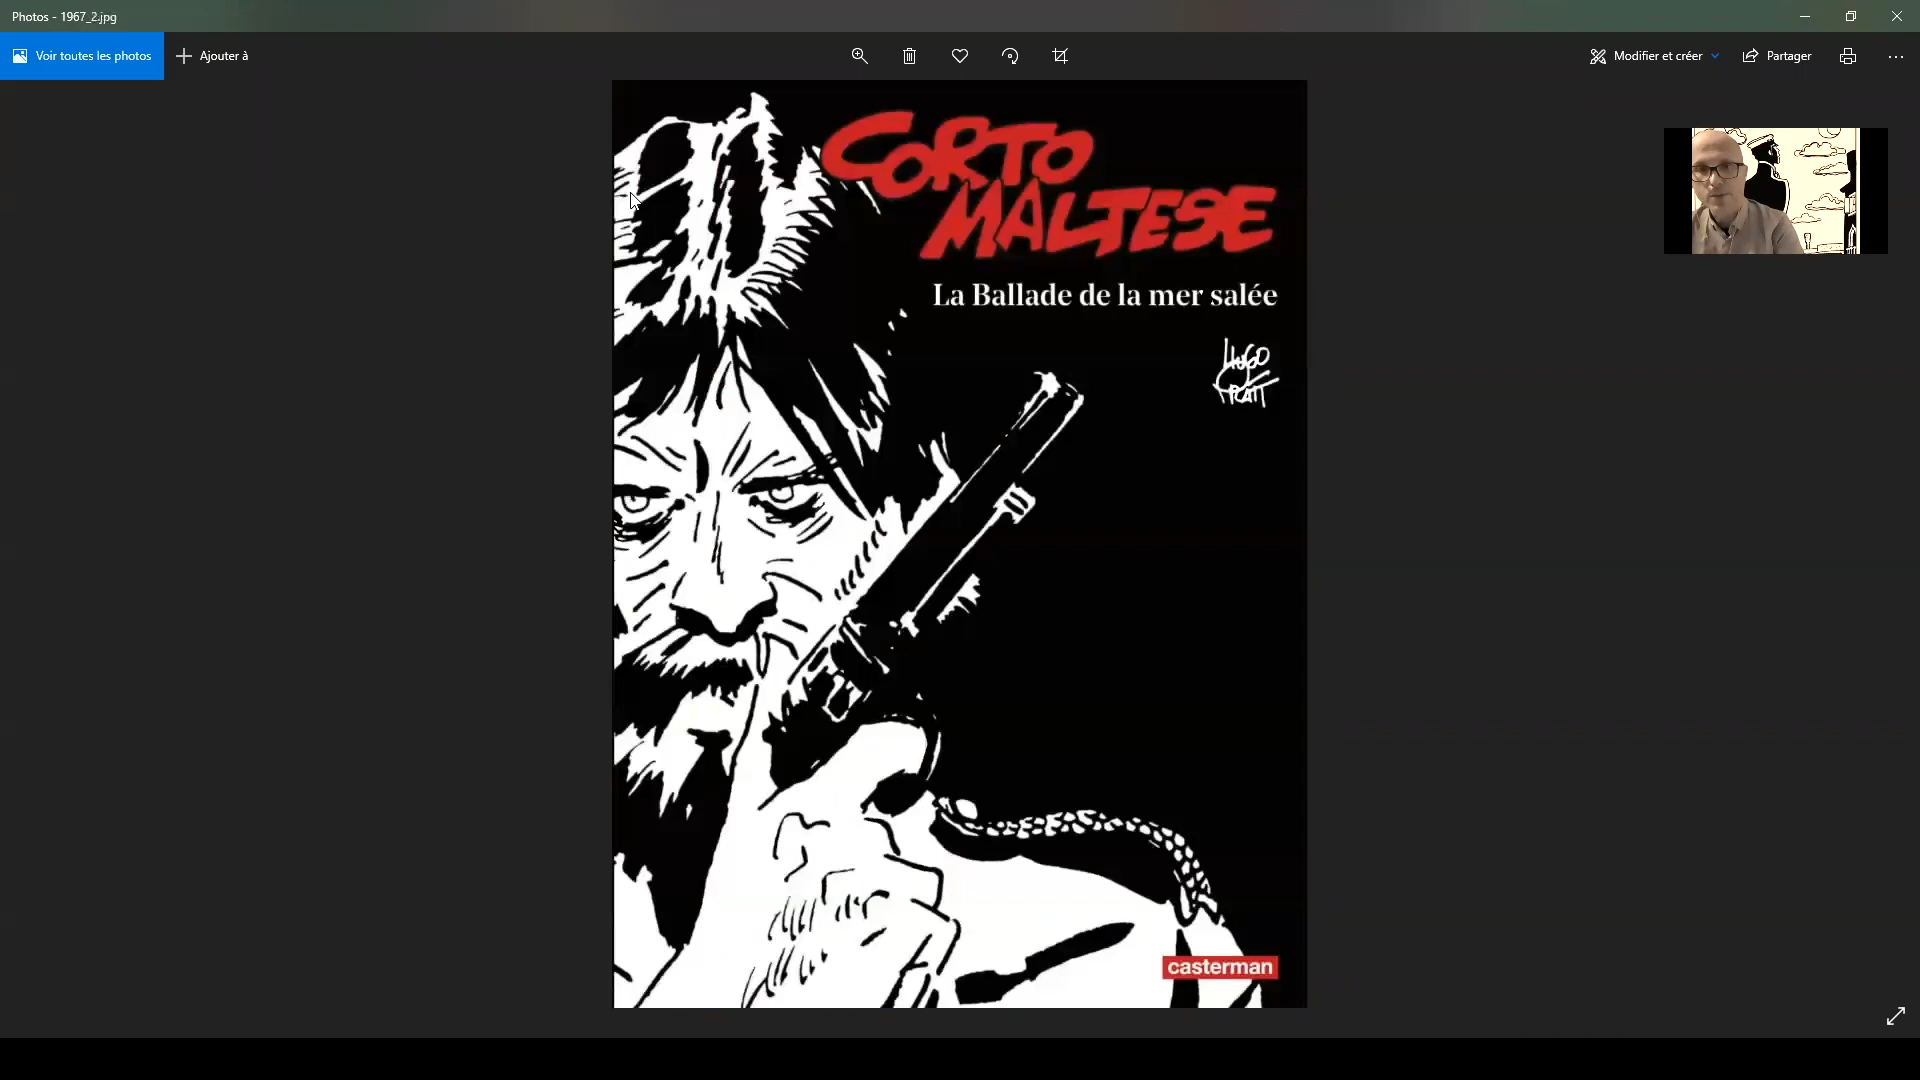 Photos - 1967_2.jpg
Voir toutes les photos
Ajouter à
Modifier et créer
Partager
CORTO
MALTESE
La Ballade de la mer salée
HUGO
PRATT
casterman